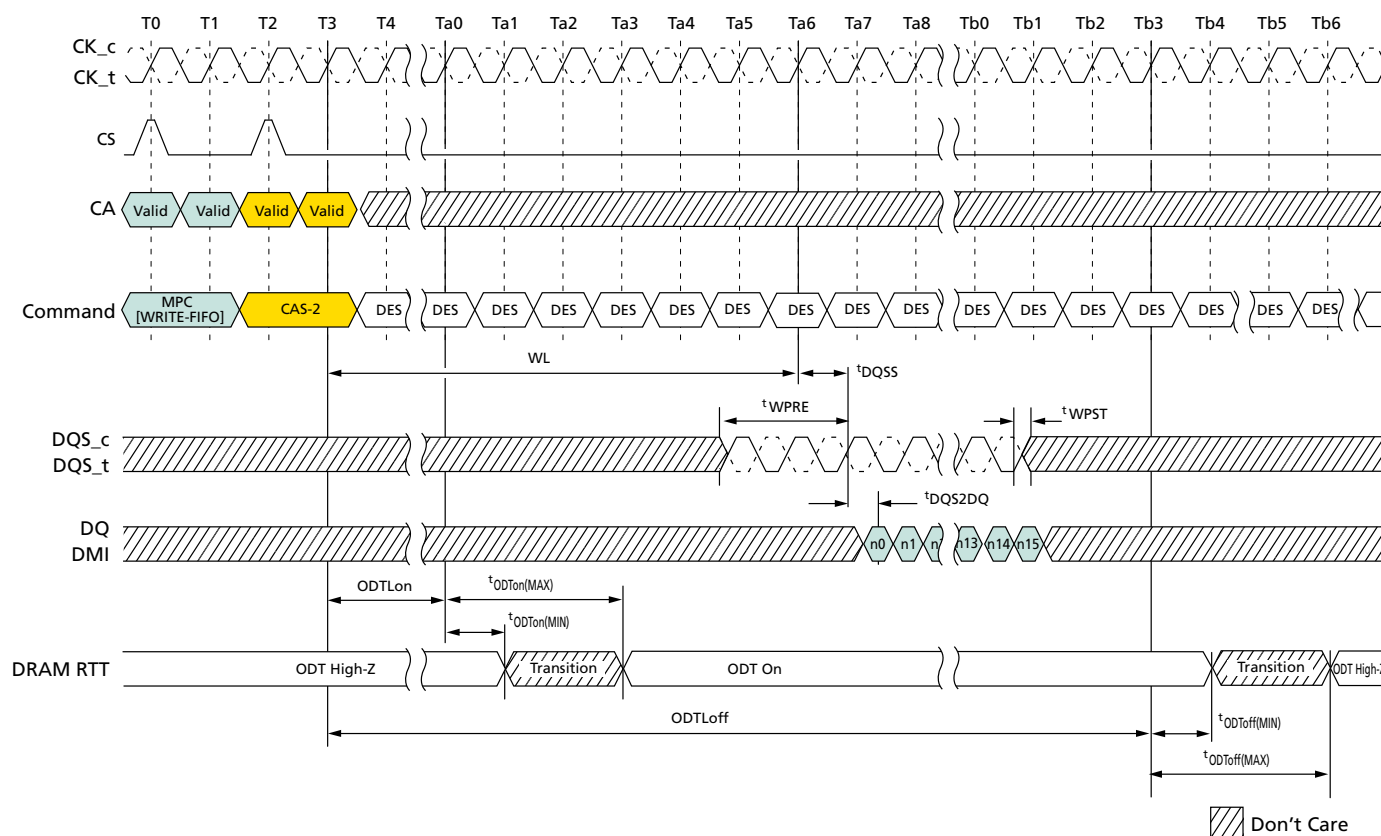 T0 T1 T2 T3 T4 Ta0 Ta1 Ta2 Ta3 Ta4 Ta5 Ta6 Ta7 Ta8 Tb0 Tb1 Tb2 Tb3 Tb4 Tb5 Tb6
CK_c
CK_t
CS
CA Valid Valid Valid Valid
Command MPC [WRITE-FIFO] CAS-2 DES DES DES DES DES DES DES DES DES DES DES DES DES DES DES DES DES
WL
tDQSS
tWPRE
tWPST
DQS_c
DQS_t
tDQS2DQ
DQ
DMI
n0 n1 n13 n14 n15
ODTLon
tODTon(MAX)
tODTon(MIN)
DRAM RTT ODT High-Z Transition ODT On Transition ODT High-Z
ODTLoff
tODToff(MIN)
tODToff(MAX)
Don't Care